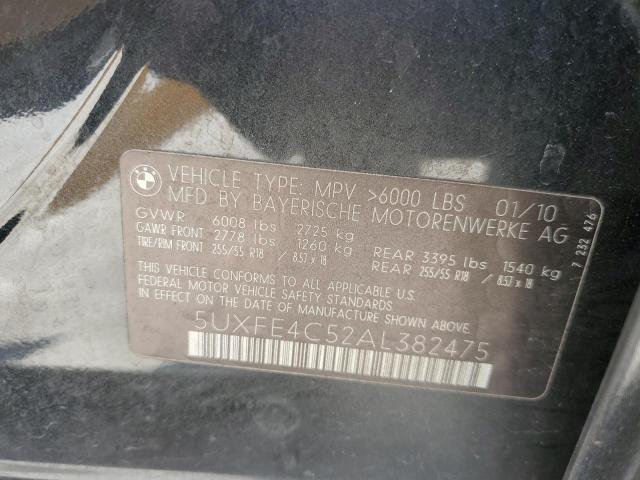 BMW
VEHICLE TYPE: MPV >6000 LBS 01/10
MFD BY BAYERISCHE MOTORENWERKE AG
GVWR 6008 lbs 2725 kg
GAWR FRONT 2778 lbs. 1260 kg REAR 3395 lbs 1540 kg
TIRE/RIM FRONT 255/55 R18 / 8.5J × 18 REAR 255/55 R18 / 8.5J × 18
THIS VEHICLE CONFORMS TO ALL APPLICABLE U.S.
FEDERAL MOTOR VEHICLE SAFETY STANDARDS IN
EFFECT ON THE DATE OF MANUFACTURE SHOWN ABOVE.
5UXFE4C52AL382475
7 232 476